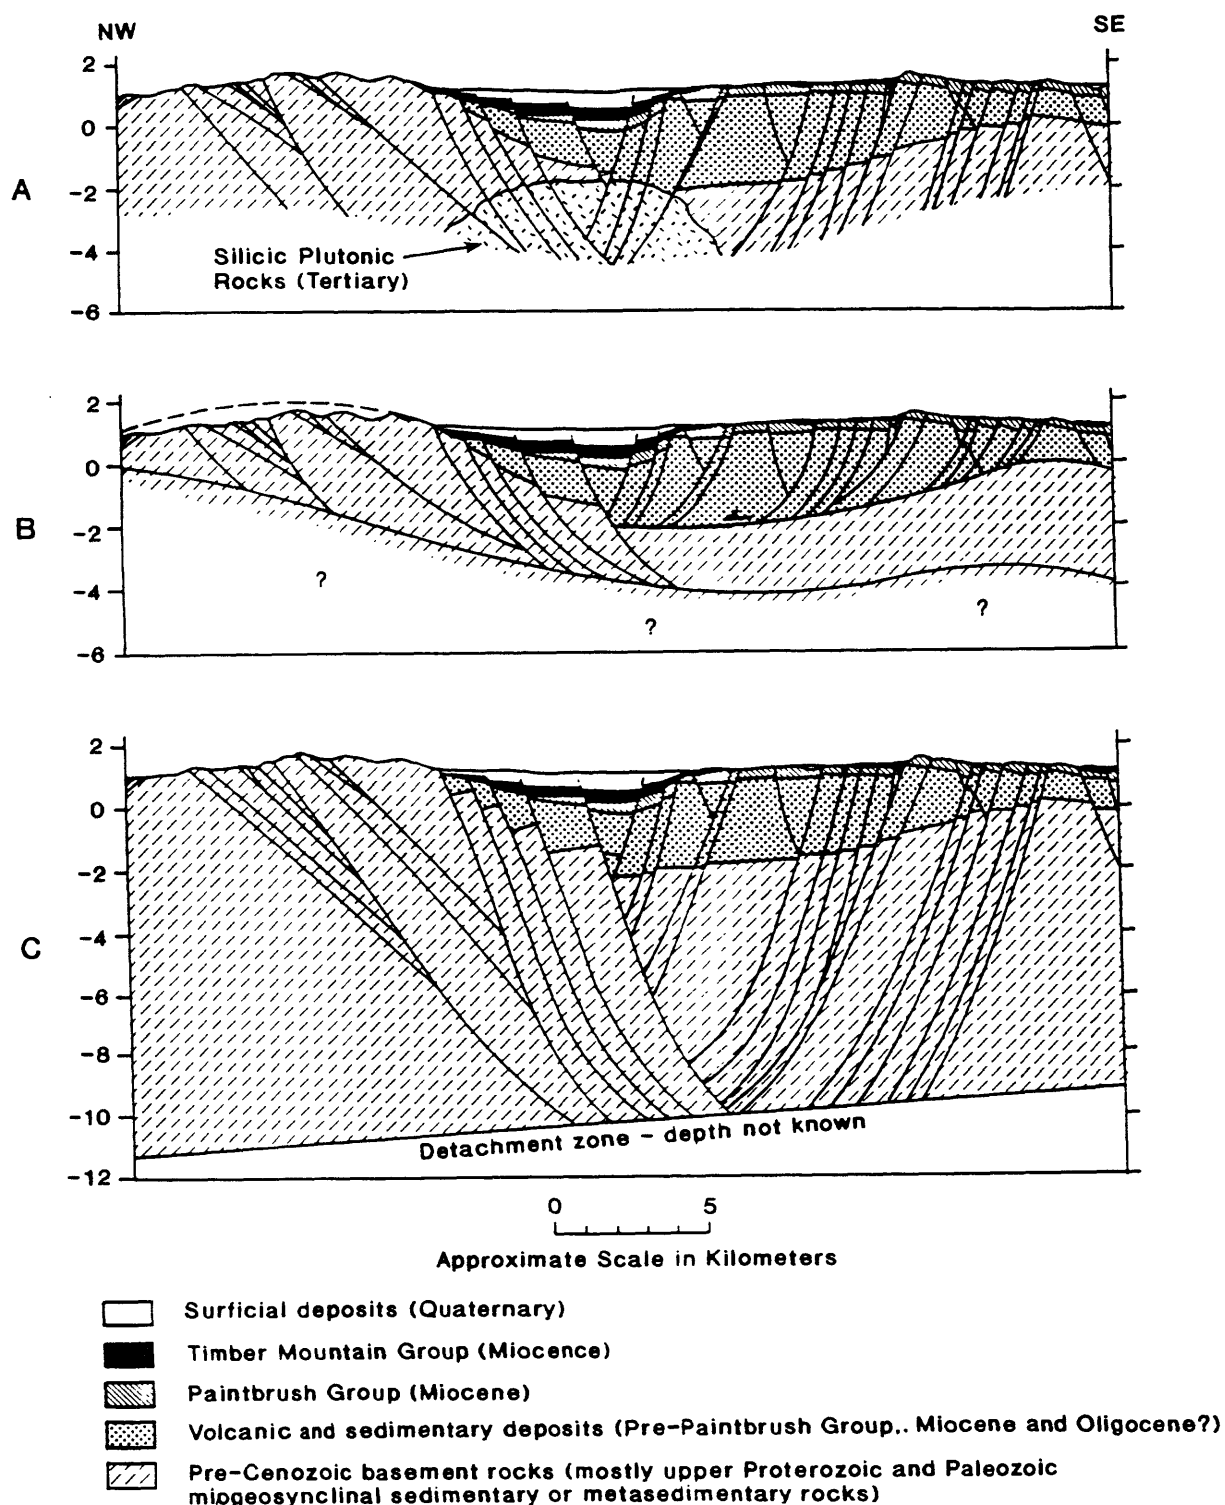 NW
SE
2
0
-2
-4
-6
A
Silicic Plutonic
Rocks (Tertiary)
2
0
-2
-4
-6
B
?
?
?
2
0
-2
-4
-6
-8
-10
-12
C
Detachment zone - depth not known
0 5
Approximate Scale in Kilometers
Surficial deposits (Quaternary)
Timber Mountain Group (Miocence)
Paintbrush Group (Miocene)
Volcanic and sedimentary deposits (Pre-Paintbrush Group,. Miocene and Oligocene?)
Pre-Cenozoic basement rocks (mostly upper Proterozoic and Paleozoic
miogeosynclinal sedimentary or metasedimentary rocks)